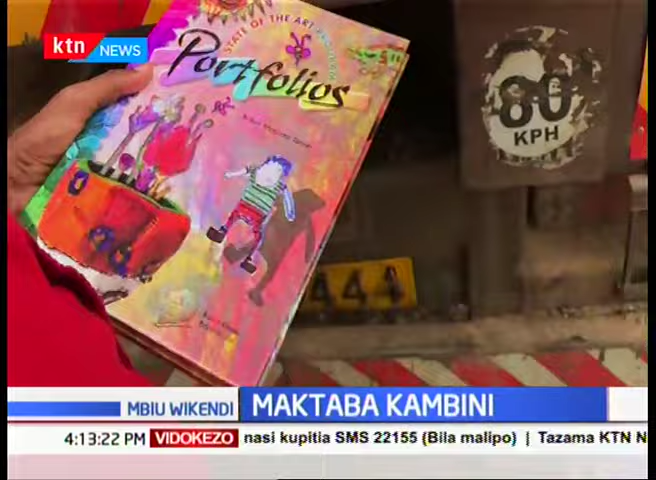 ktn NEWS
STATE OF THE ART
Portfolios
80
KPH
443
MBIU WIKENDI
MAKTABA KAMBINI
4:13:22 PM VIDOKEZO nasi kupitia SMS 22155 (Bila malipo) | Tazama KTN N